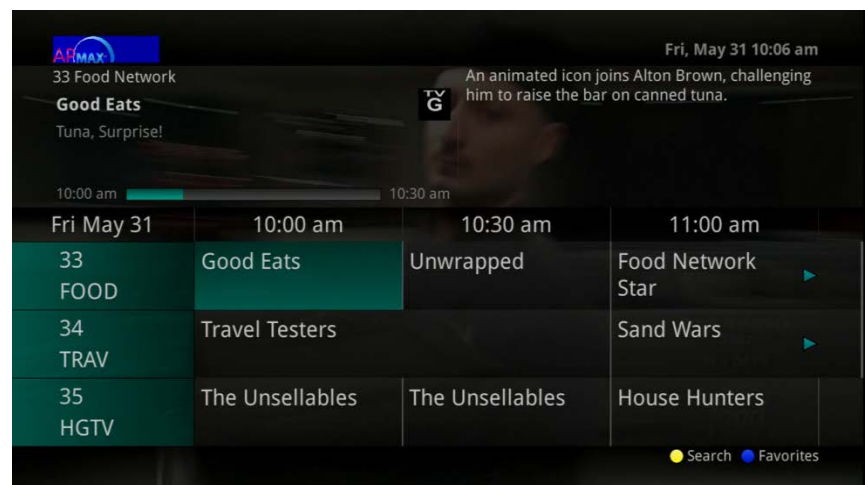 APMAX
Fri, May 31 10:06 am
33 Food Network
Good Eats
Tuna, Surprise!
TV
G
An animated icon joins Alton Brown, challenging
him to raise the bar on canned tuna.
10:00 am
10:30 am
Fri May 31
10:00 am
10:30 am
11:00 am
33
FOOD
Good Eats
Unwrapped
Food Network
Star
34
TRAV
Travel Testers
Sand Wars
35
HGTV
The Unsellables
The Unsellables
House Hunters
Search
Favorites